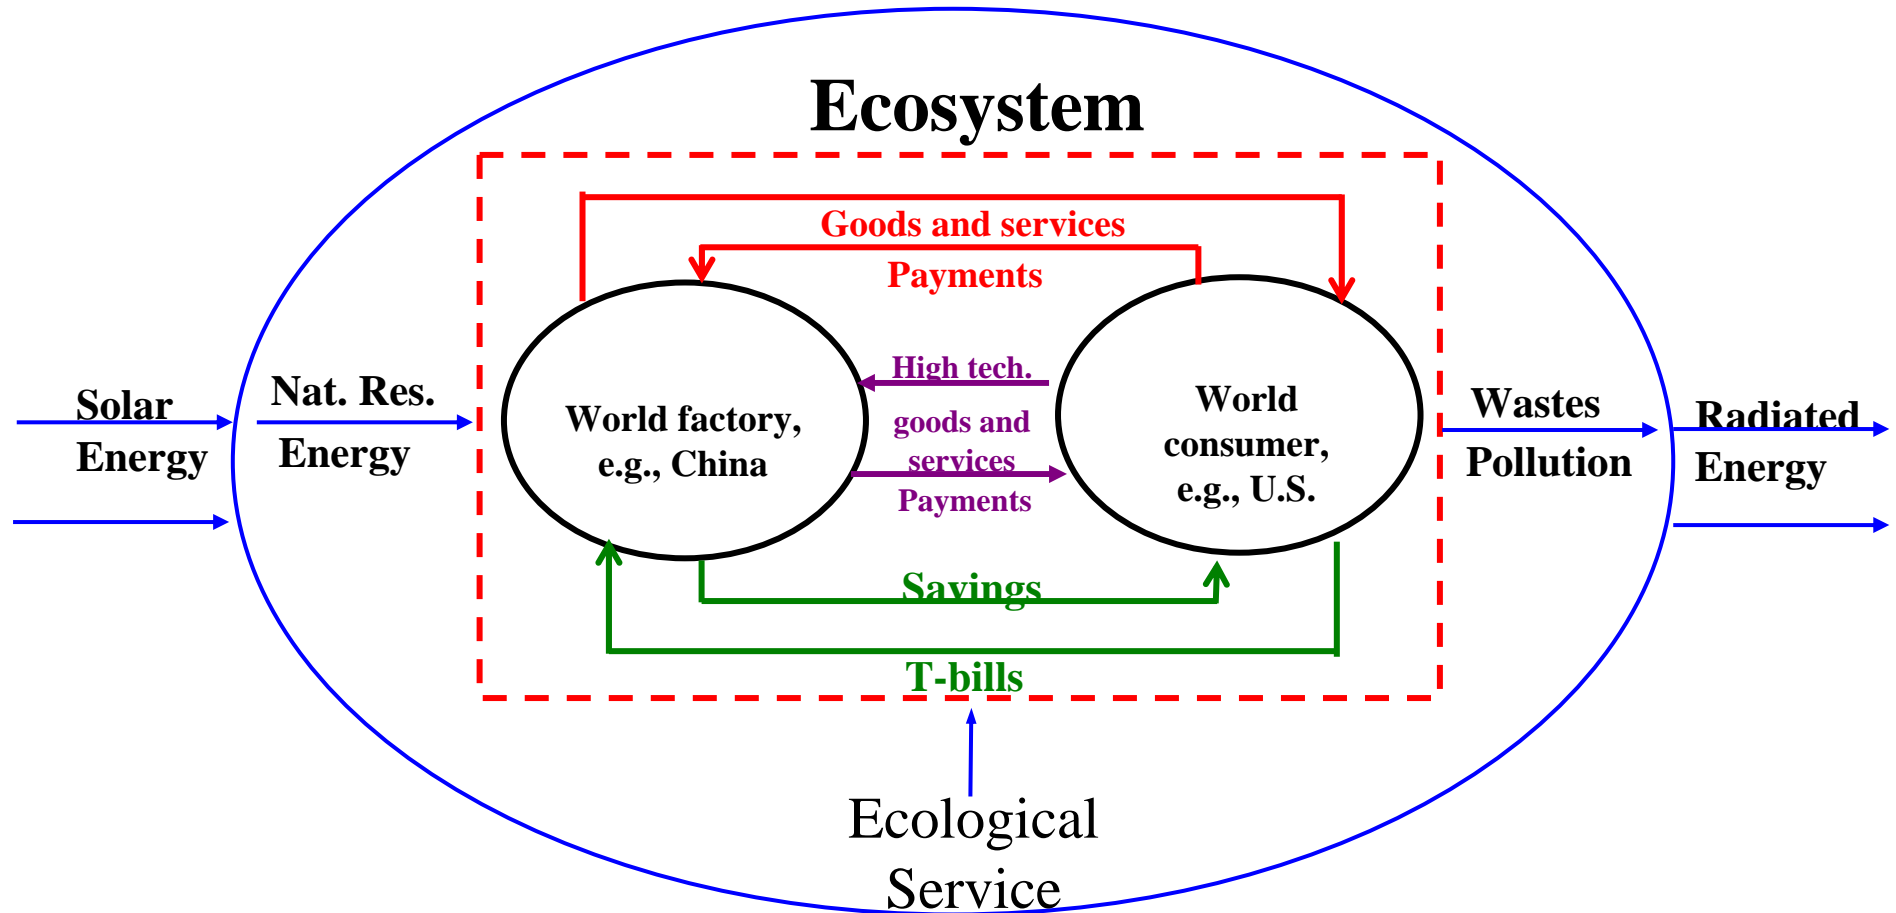 Ecosystem
Goods and services
Payments
High tech.
goods and
services
Payments
World factory,
e.g., China
World
consumer,
e.g., U.S.
Solar
Energy
Nat. Res.
Energy
Wastes
Pollution
Radiated
Energy
Savings
T-bills
Ecological
Service